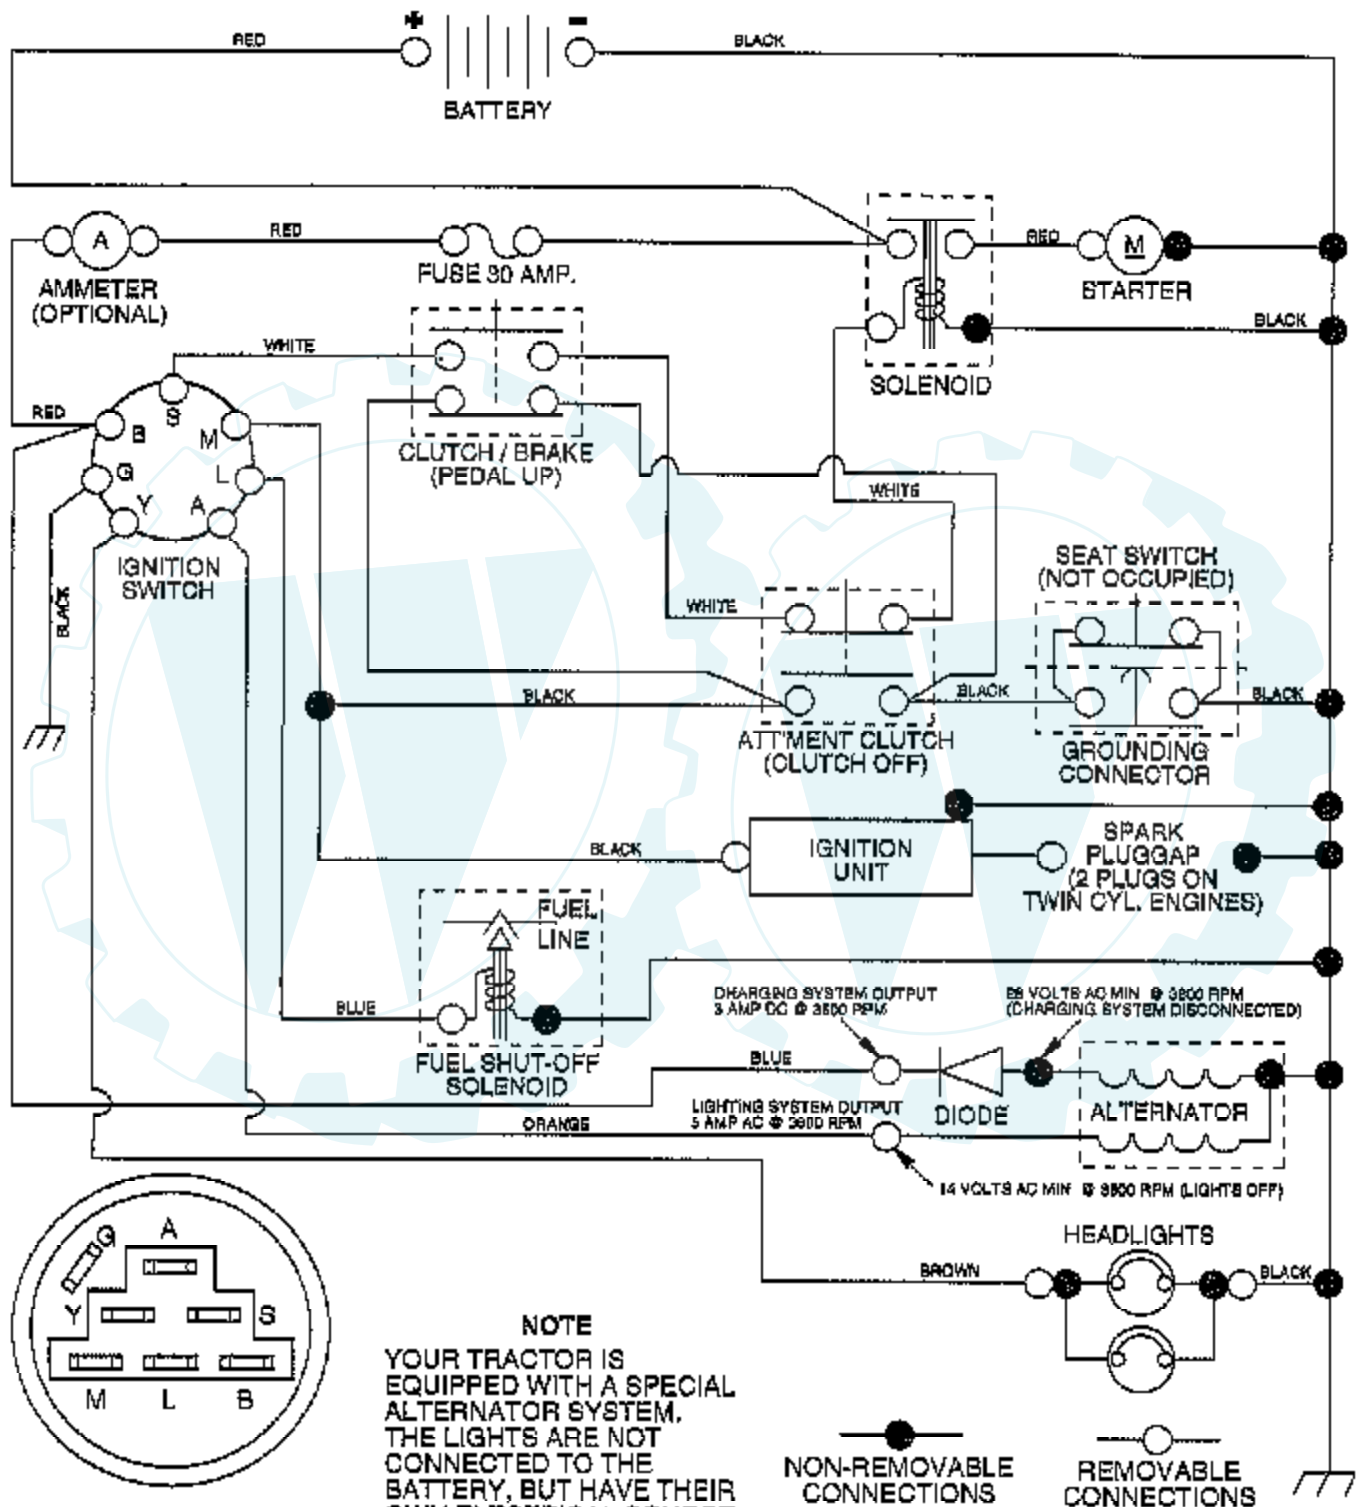 + −
RED
BLACK
BATTERY
A
RED
RED
M
FUSE 30 AMP.
AMMETER
(OPTIONAL)
STARTER
BLACK
WHITE
SOLENOID
RED
S
B
M
G
L
Y
A
CLUTCH / BRAKE
(PEDAL UP)
WHITE
IGNITION
SWITCH
BLACK
SEAT SWITCH
(NOT OCCUPIED)
WHITE
BLACK
BLACK
BLACK
ATT'MENT CLUTCH
(CLUTCH OFF)
GROUNDING
CONNECTOR
BLACK
IGNITION
UNIT
SPARK
PLUGGAP
(2 PLUGS ON
TWIN CYL. ENGINES)
FUEL
LINE
BLUE
FUEL SHUT-OFF
SOLENOID
CHARGING SYSTEM OUTPUT
3 AMP DC @ 3600 RPM
28 VOLTS AC MIN @ 3600 RPM
(CHARGING SYSTEM DISCONNECTED)
BLUE
DIODE
ALTERNATOR
LIGHTING SYSTEM OUTPUT
5 AMP AC @ 3600 RPM
ORANGE
14 VOLTS AC MIN @ 3600 RPM (LIGHTS OFF)
HEADLIGHTS
BROWN
BLACK
G
A
Y
S
M
L
B
NOTE
YOUR TRACTOR IS
EQUIPPED WITH A SPECIAL
ALTERNATOR SYSTEM.
THE LIGHTS ARE NOT
CONNECTED TO THE
BATTERY, BUT HAVE THEIR
NON-REMOVABLE
CONNECTIONS
REMOVABLE
CONNECTIONS